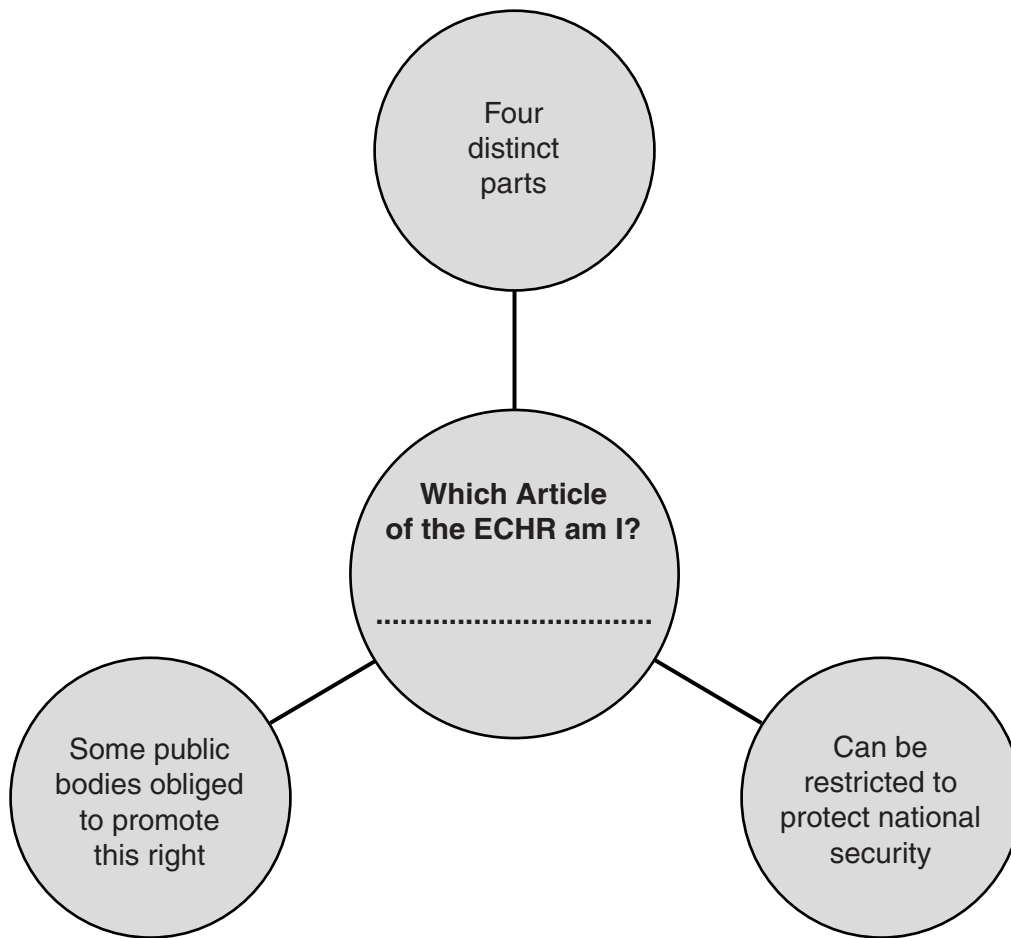 Four
distinct
parts
Which Article
of the ECHR am I?
..................................
Some public
bodies obliged
to promote
this right
Can be
restricted to
protect national
security